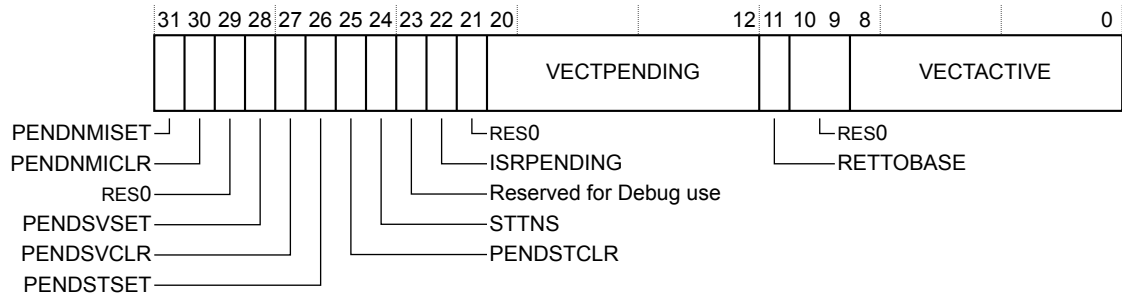 31 30 29 28 27 26 25 24 23 22 21 20 12 11 10 9 8 0
VECTPENDING VECTACTIVE
PENDNMISET RES0 RES0
PENDNMICLR ISRPENDING RETTOBASE
RES0 Reserved for Debug use
PENDSVSET STTNS
PENDSVCLR PENDSTCLR
PENDSTSET